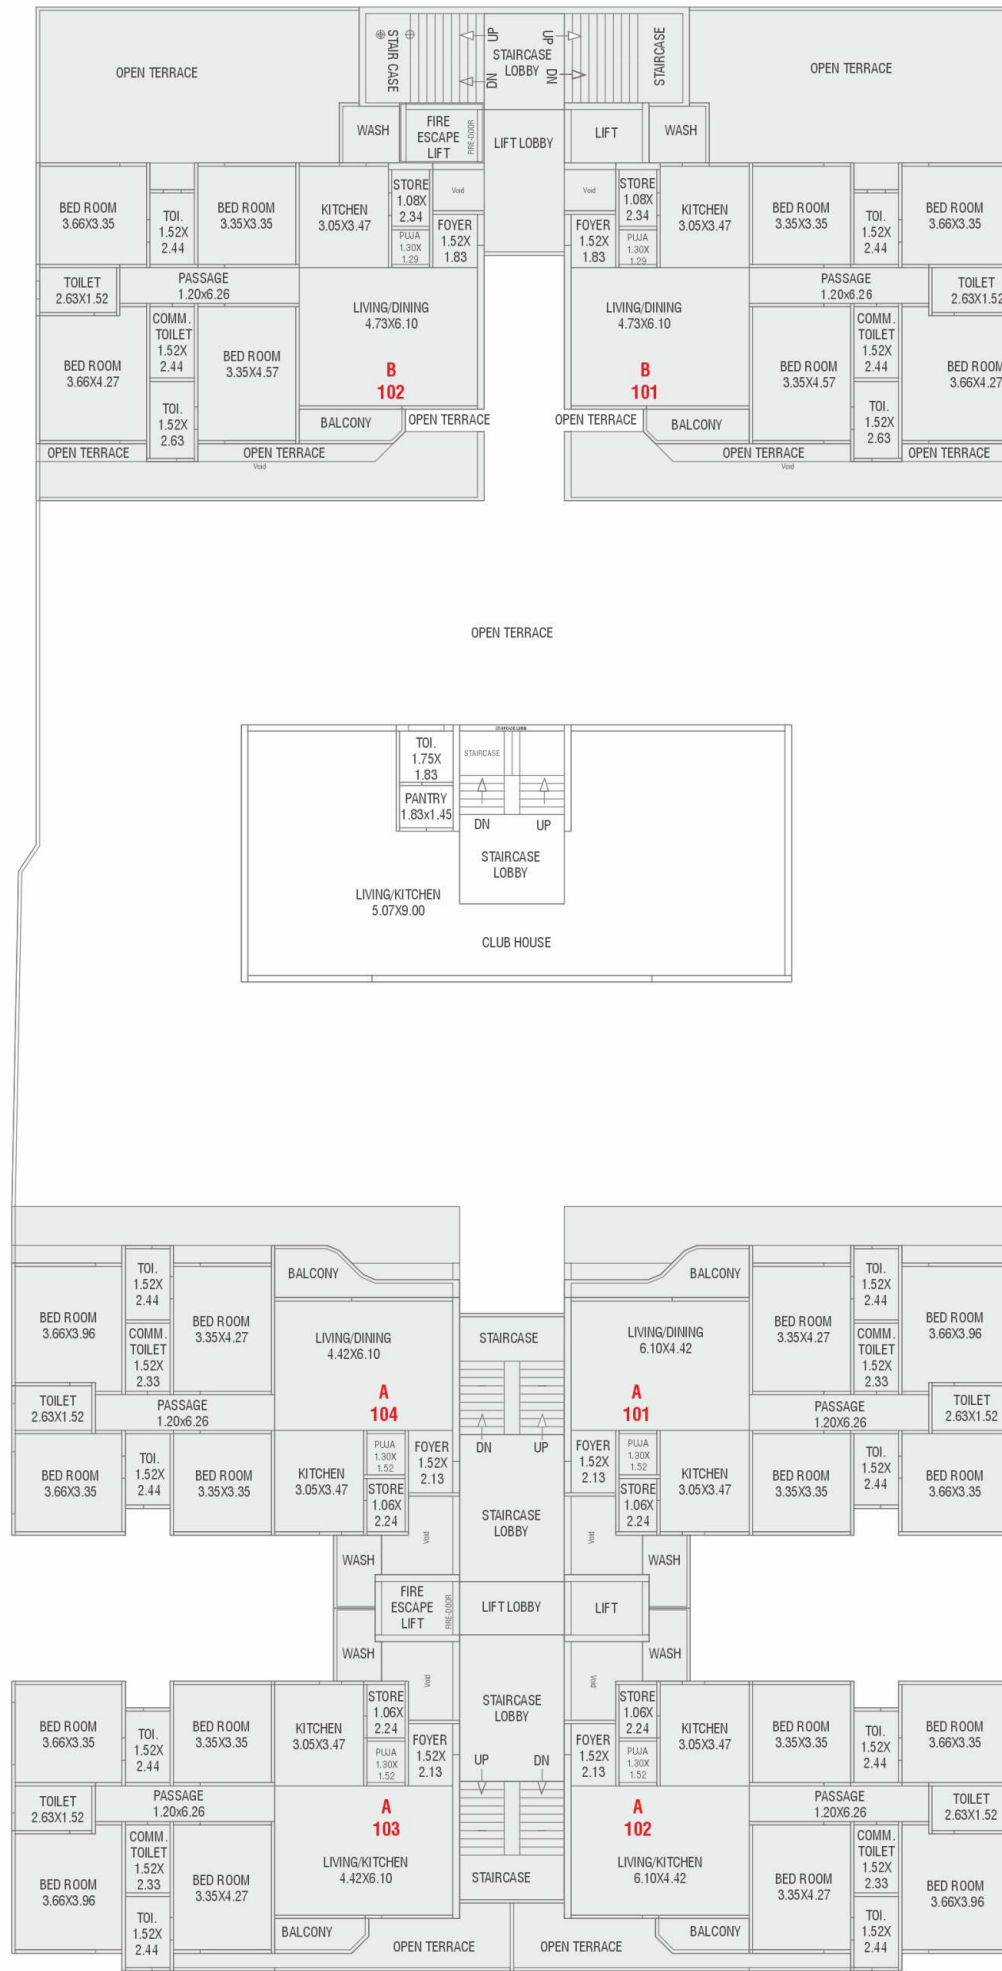 OPEN TERRACE
STAIR CASE
UP
DN
STAIRCASE
LOBBY
UP
DN
STAIRCASE
OPEN TERRACE
WASH
FIRE
ESCAPE
LIFT
FIRE-DOOR
LIFT LOBBY
LIFT
WASH
BED ROOM
3.66X3.35
TOI.
1.52X
2.44
BED ROOM
3.35X3.35
KITCHEN
3.05X3.47
STORE
1.08X
2.34
PUJA
1.30X
1.29
Void
FOYER
1.52X
1.83
Void
FOYER
1.52X
1.83
STORE
1.08X
2.34
PUJA
1.30X
1.29
KITCHEN
3.05X3.47
BED ROOM
3.35X3.35
TOI.
1.52X
2.44
BED ROOM
3.66X3.35
TOILET
2.63X1.52
PASSAGE
1.20x6.26
PASSAGE
1.20x6.26
TOILET
2.63X1.52
BED ROOM
3.66X4.27
COMM.
TOILET
1.52X
2.44
TOI.
1.52X
2.63
BED ROOM
3.35X4.57
LIVING/DINING
4.73X6.10
B
102
LIVING/DINING
4.73X6.10
B
101
BED ROOM
3.35X4.57
COMM.
TOILET
1.52X
2.44
TOI.
1.52X
2.63
BED ROOM
3.66X4.27
BALCONY
OPEN TERRACE
OPEN TERRACE
BALCONY
OPEN TERRACE
OPEN TERRACE
Void
OPEN TERRACE
Void
OPEN TERRACE
OPEN TERRACE
TOI.
1.75X
1.83
PANTRY
1.83x1.45
STAIRCASE
DN
UP
STAIRCASE
LOBBY
LIVING/KITCHEN
5.07X9.00
CLUB HOUSE
BED ROOM
3.66X3.96
TOI.
1.52X
2.44
COMM.
TOILET
1.52X
2.33
BED ROOM
3.35X4.27
BALCONY
LIVING/DINING
4.42X6.10
A
104
STAIRCASE
BALCONY
LIVING/DINING
6.10X4.42
A
101
BED ROOM
3.35X4.27
TOI.
1.52X
2.44
COMM.
TOILET
1.52X
2.33
BED ROOM
3.66X3.96
TOILET
2.63X1.52
PASSAGE
1.20x6.26
PASSAGE
1.20X6.26
TOILET
2.63X1.52
BED ROOM
3.66X3.35
TOI.
1.52X
2.44
BED ROOM
3.35X3.35
KITCHEN
3.05X3.47
PUJA
1.30X
1.52
STORE
1.06X
2.24
FOYER
1.52X
2.13
Void
DN
UP
STAIRCASE
LOBBY
FOYER
1.52X
2.13
Void
PUJA
1.30X
1.52
STORE
1.06X
2.24
KITCHEN
3.05X3.47
BED ROOM
3.35X3.35
TOI.
1.52X
2.44
BED ROOM
3.66X3.35
WASH
WASH
FIRE
ESCAPE
LIFT
FIRE-DOOR
LIFT LOBBY
LIFT
WASH
WASH
BED ROOM
3.66X3.35
TOI.
1.52X
2.44
BED ROOM
3.35X3.35
KITCHEN
3.05X3.47
STORE
1.06X
2.24
PUJA
1.30X
1.52
Void
FOYER
1.52X
2.13
STAIRCASE
LOBBY
UP
DN
Void
FOYER
1.52X
2.13
STORE
1.06X
2.24
PUJA
1.30X
1.52
KITCHEN
3.05X3.47
BED ROOM
3.35X3.35
TOI.
1.52X
2.44
BED ROOM
3.66X3.35
TOILET
2.63X1.52
PASSAGE
1.20x6.26
PASSAGE
1.20X6.26
TOILET
2.63X1.52
BED ROOM
3.66X3.96
COMM.
TOILET
1.52X
2.33
TOI.
1.52X
2.44
BED ROOM
3.35X4.27
A
103
LIVING/KITCHEN
4.42X6.10
STAIRCASE
A
102
LIVING/KITCHEN
6.10X4.42
BED ROOM
3.35X4.27
COMM.
TOILET
1.52X
2.33
TOI.
1.52X
2.44
BED ROOM
3.66X3.96
BALCONY
OPEN TERRACE
OPEN TERRACE
BALCONY